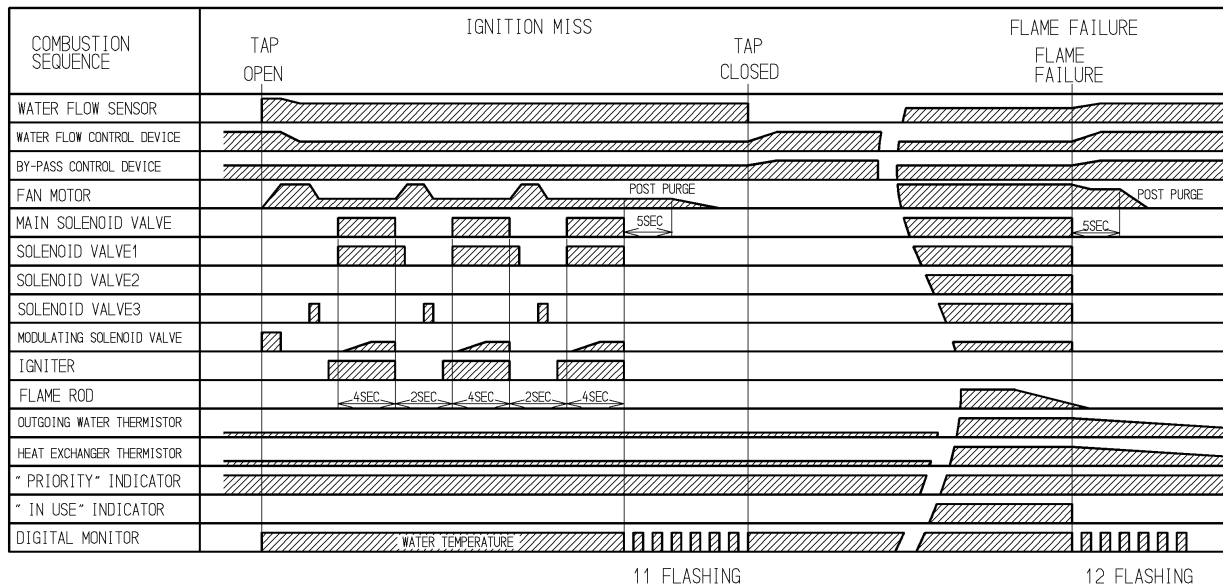 COMBUSTION
SEQUENCE
IGNITION MISS
TAP
OPEN
TAP
CLOSED
FLAME FAILURE
FLAME
FAILURE
WATER FLOW SENSOR
WATER FLOW CONTROL DEVICE
BY-PASS CONTROL DEVICE
FAN MOTOR
POST PURGE
POST PURGE
MAIN SOLENOID VALVE
5SEC
5SEC
SOLENOID VALVE1
SOLENOID VALVE2
SOLENOID VALVE3
MODULATING SOLENOID VALVE
IGNITER
FLAME ROD
4SEC
2SEC
4SEC
2SEC
4SEC
OUTGOING WATER THERMISTOR
HEAT EXCHANGER THERMISTOR
" PRIORITY" INDICATOR
" IN USE" INDICATOR
DIGITAL MONITOR
WATER TEMPERATURE
11 FLASHING
12 FLASHING